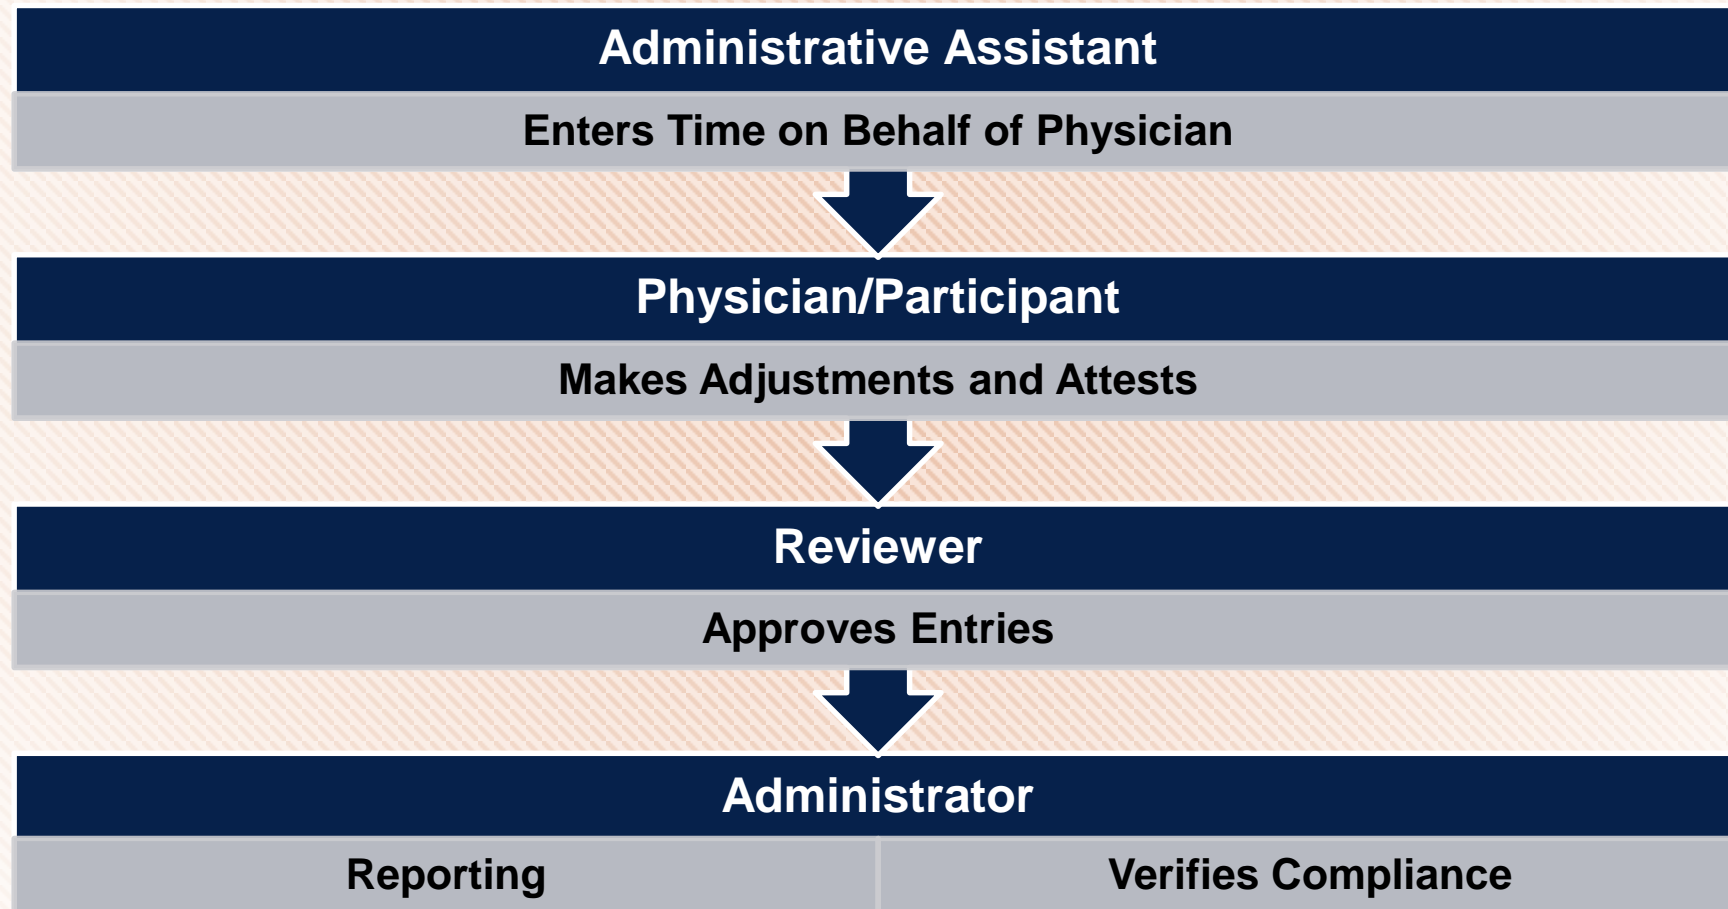 Administrative Assistant
Enters Time on Behalf of Physician
Physician/Participant
Makes Adjustments and Attests
Reviewer
Approves Entries
Administrator
Reporting
Verifies Compliance